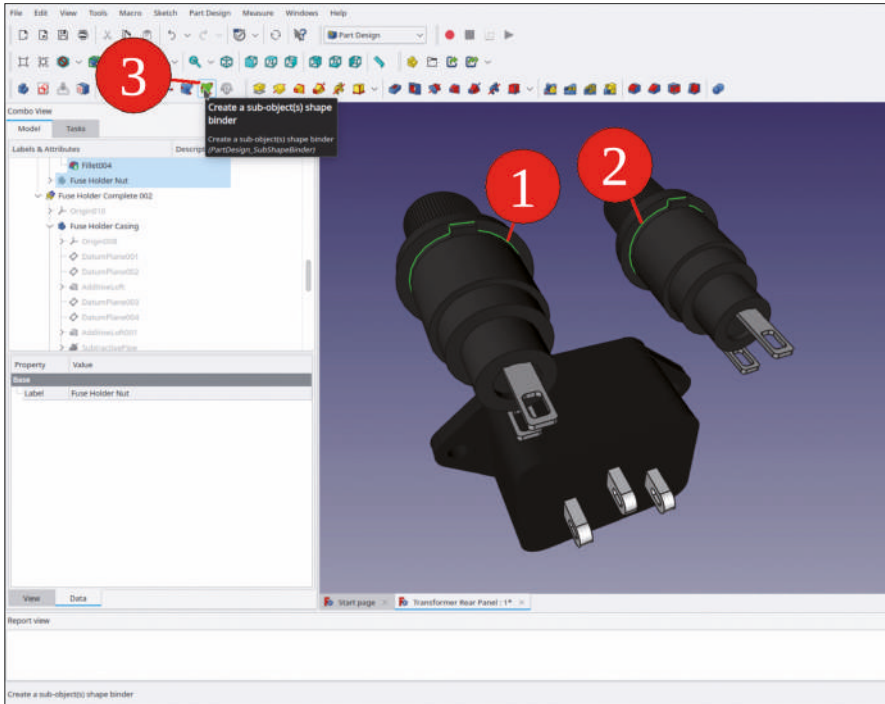 File Edit View Tools Macro Sketch Part Design Measure Windows Help
Part Design
3
Create a sub-object(s) shape
binder
Create a sub-object(s) shape binder
(PartDesign_SubShapeBinder)
Combo View
Model Tasks
Labels & Attributes Descript
Fillet004
Fuse Holder Nut
Fuse Holder Complete 002
Origin010
Fuse Holder Casing
Origin008
DatumPlane001
DatumPlane002
AdditiveLoft
DatumPlane003
DatumPlane004
AdditiveLoft001
SubtractivePipe
1
2
Property Value
Base
Label Fuse Holder Nut
View Data
Start page
Transformer Rear Panel : 1*
Report view
Create a sub-object(s) shape binder